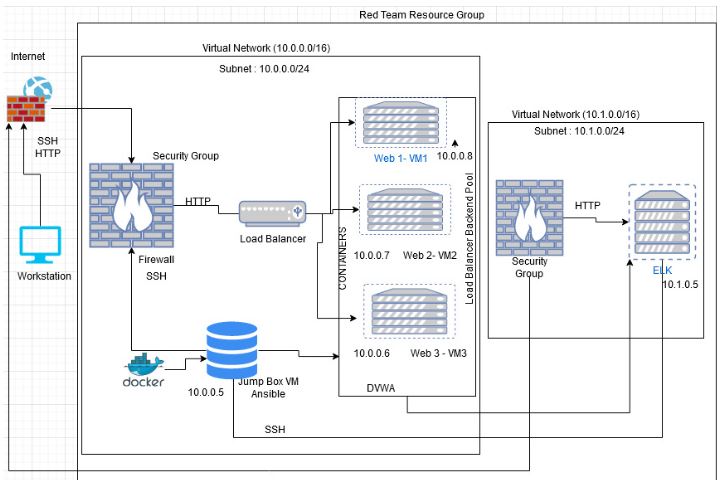 Red Team Resource Group
Virtual Network (10.0.0.0/16)
Subnet : 10.0.0.0/24
Internet
SSH
HTTP
Workstation
Security Group
Firewall
SSH
HTTP
Load Balancer
CONTAINERS
Load Balancer Backend Pool
Web 1- VM1
10.0.0.8
10.0.0.7
Web 2- VM2
10.0.0.6
Web 3 - VM3
DVWA
docker
10.0.0.5
Jump Box VM
Ansible
SSH
Virtual Network (10.1.0.0/16)
Subnet : 10.1.0.0/24
Security
Group
HTTP
ELK
10.1.0.5